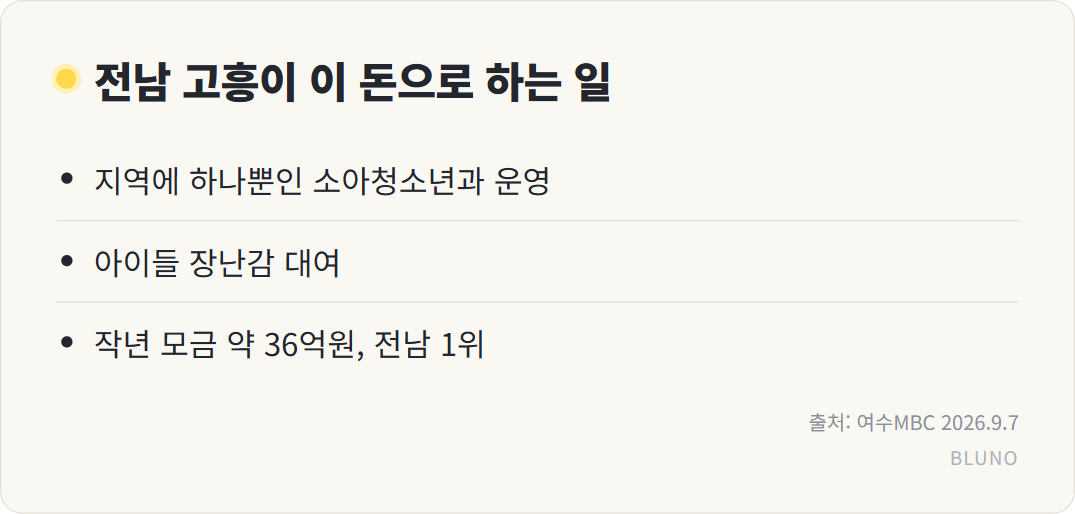 전남 고흥이 이 돈으로 하는 일
• 지역에 하나뿐인 소아청소년과 운영
• 아이들 장난감 대여
• 작년 모금 약 36억원, 전남 1위
출처: 여수MBC 2026.9.7
BLUNO